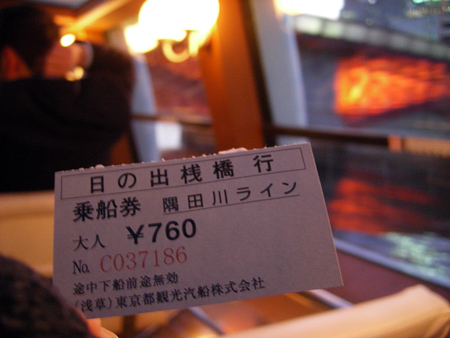 日の出桟橋 行
乗船券 隅田川ライン
大人 ¥760
No. C037186
途中下船前途無効
(浅草)東京都観光汽船株式会社